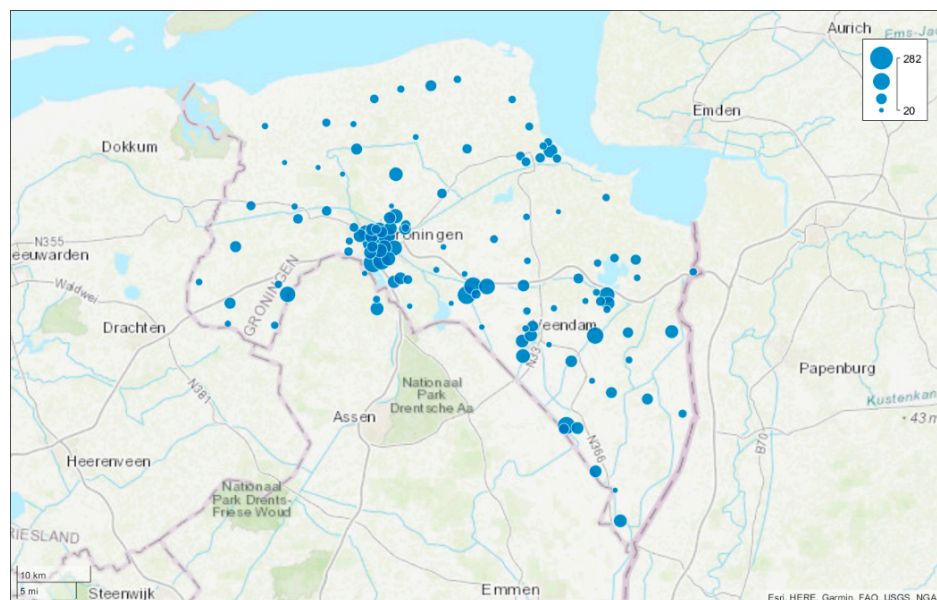 Aurich
Ems-Ja
282
20
Emden
Dokkum
N355
eeuwarden
roningen
Waldwei
GRONINGEN
Drachten
Veendam
N33
Nationaal
Park
Drentsche Aa
Papenburg
N381
Kustenkan
Assen
43 m
B70
N366
Heerenveen
Nationaal
Park Drents-
Friese Woud
RIESLAND
10 km
5 mi
Steenwijk
Emmen
Esri, HERE, Garmin, FAO, USGS, NGA